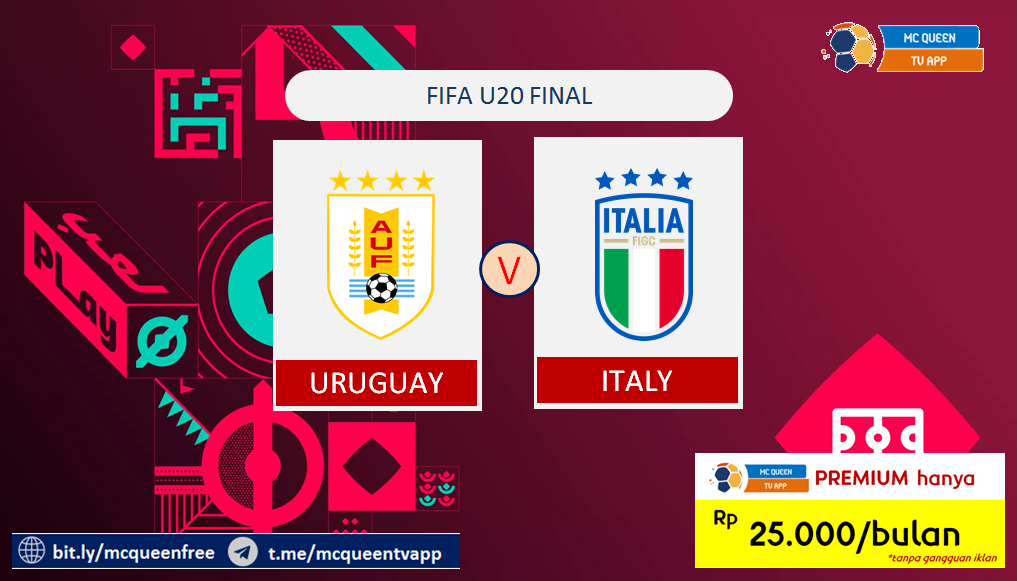 MC QUEEN
TV APP
FIFA U20 FINAL
AUF
ITALIA
FIGC
V
URUGUAY
ITALY
PLay
MC QUEEN
TV APP
PREMIUM hanya
Rp 25.000/bulan
*tanpa gangguan iklan
bit.ly/mcqueenfree
t.me/mcqueentvapp